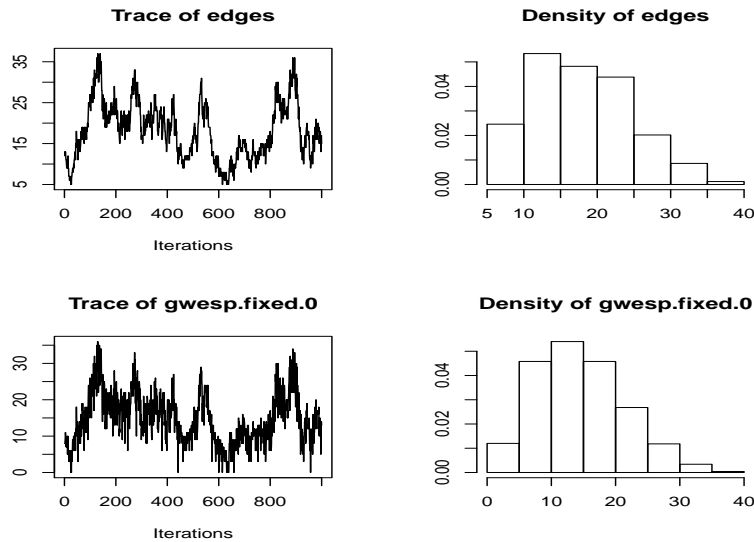 Trace of edges
35
25
15
5
0 200 400 600 800
Iterations
Density of edges
0.04
0.02
0.00
5 10 20 30 40
Trace of gwesp.fixed.0
30
20
10
0
0 200 400 600 800
Iterations
Density of gwesp.fixed.0
0.04
0.02
0.00
0 10 20 30 40